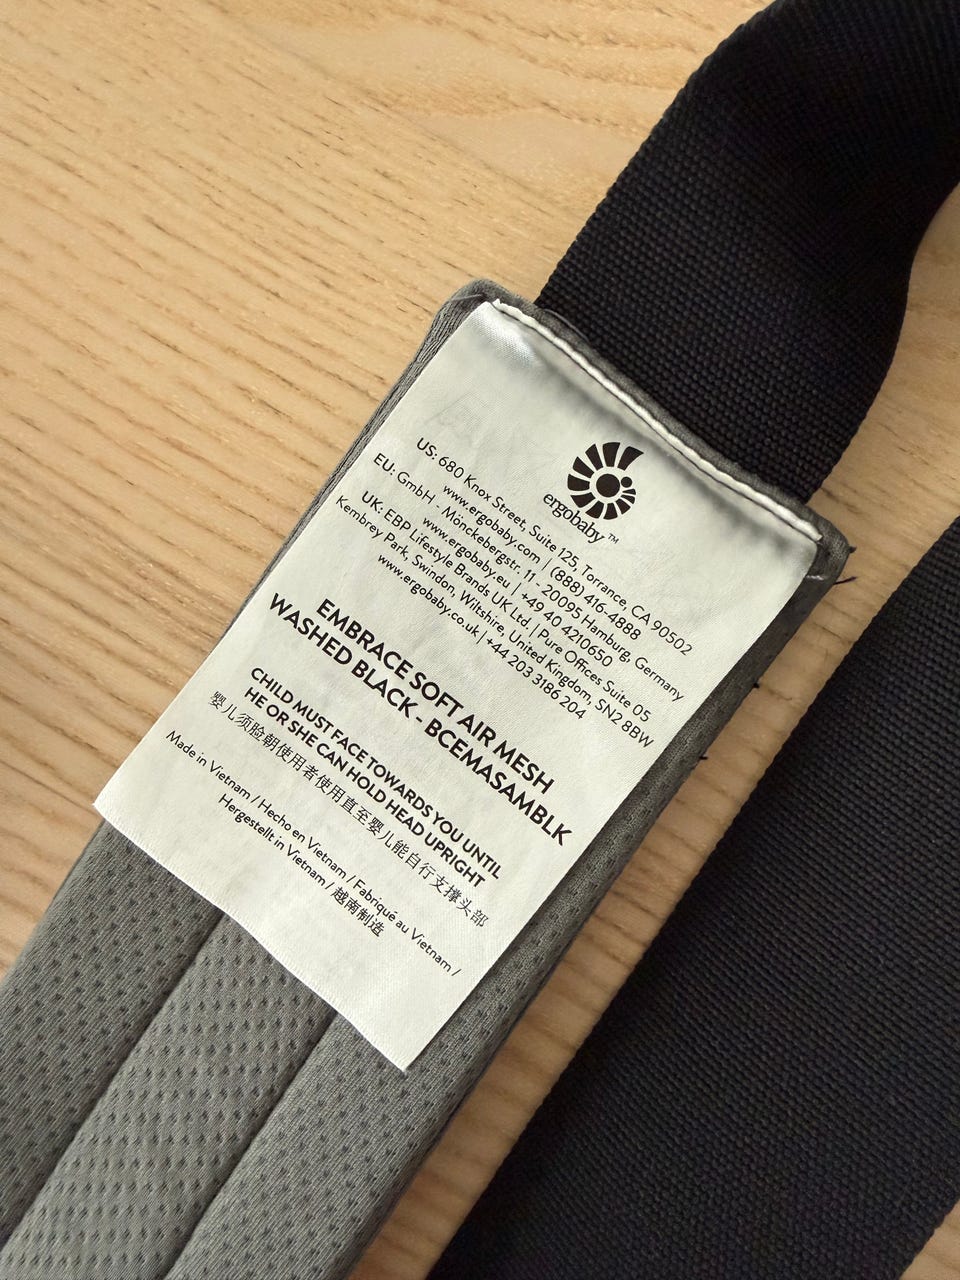 ergobaby™
US: 680 Knox Street, Suite 125, Torrance, CA 90502
www.ergobaby.com | (888) 416-4888
EU: GmbH - Mönckebergstr. 11 - 20095 Hamburg, Germany
www.ergobaby.eu | +49 40 4210650
UK: EBP Lifestyle Brands UK Ltd. | Pure Offices Suite 05
Kembrey Park, Swindon, Wiltshire, United Kingdom, SN2 8BW
www.ergobaby.co.uk | +44 203 3186 204
EMBRACE SOFT AIR MESH
WASHED BLACK - BCEMASAMBLK
CHILD MUST FACE TOWARDS YOU UNTIL
HE OR SHE CAN HOLD HEAD UPRIGHT
婴儿须脸朝使用者使用直至婴儿能自行支撑头部
Made in Vietnam / Hecho en Vietnam / Fabriqué au Vietnam /
Hergestellt in Vietnam / 越南制造